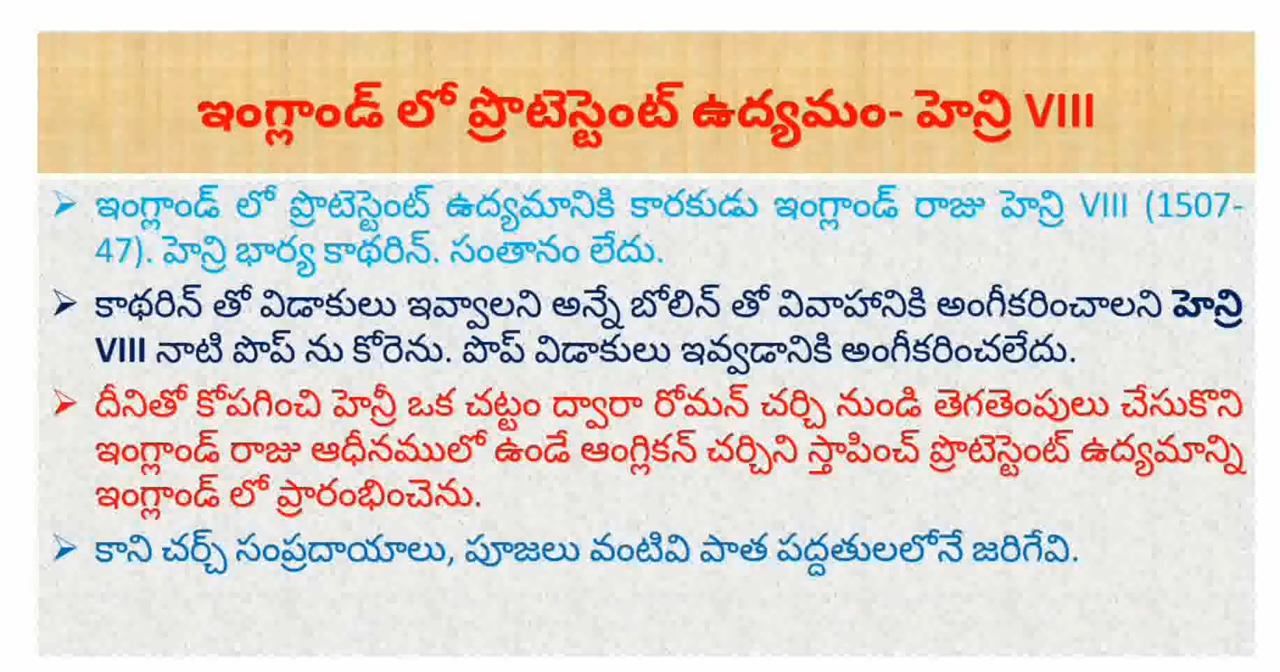 ఇంగ్లాండ్ లో ప్రొటెస్టెంట్ ఉద్యమం- హెన్రి VIII
➢ ఇంగ్లాండ్ లో ప్రొటెస్టెంట్ ఉద్యమానికి కారకుడు ఇంగ్లాండ్ రాజు హెన్రి VIII (1507-
47). హెన్రి భార్య కాథరిన్. సంతానం లేదు.
➢ కాథరిన్ తో విడాకులు ఇవ్వాలని అన్నే బోలిన్ తో వివాహానికి అంగీకరించాలని హెన్రి
VIII నాటి పొప్ ను కోరెను. పొప్ విడాకులు ఇవ్వడానికి అంగీకరించలేదు.
➢ దీనితో కోపగించి హెన్రీ ఒక చట్టం ద్వారా రోమన్ చర్చి నుండి తెగతెంపులు చేసుకొని
ఇంగ్లాండ్ రాజు ఆధీనములో ఉండే ఆంగ్లికన్ చర్చిని స్తాపించ్ ప్రొటెస్టెంట్ ఉద్యమాన్ని
ఇంగ్లాండ్ లో ప్రారంభించెను.
➢ కాని చర్చ్ సంప్రదాయాలు, పూజలు వంటివి పాత పద్దతులలోనే జరిగేవి.